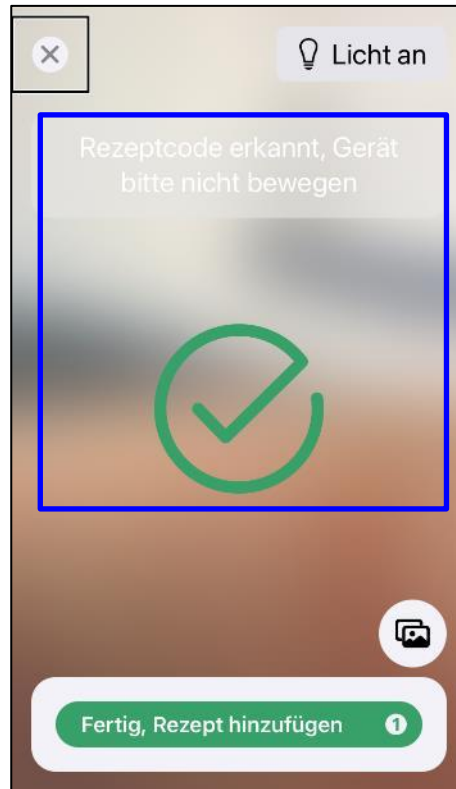 Licht an
Rezeptcode erkannt, Gerät
bitte nicht bewegen
Fertig, Rezept hinzufügen 1